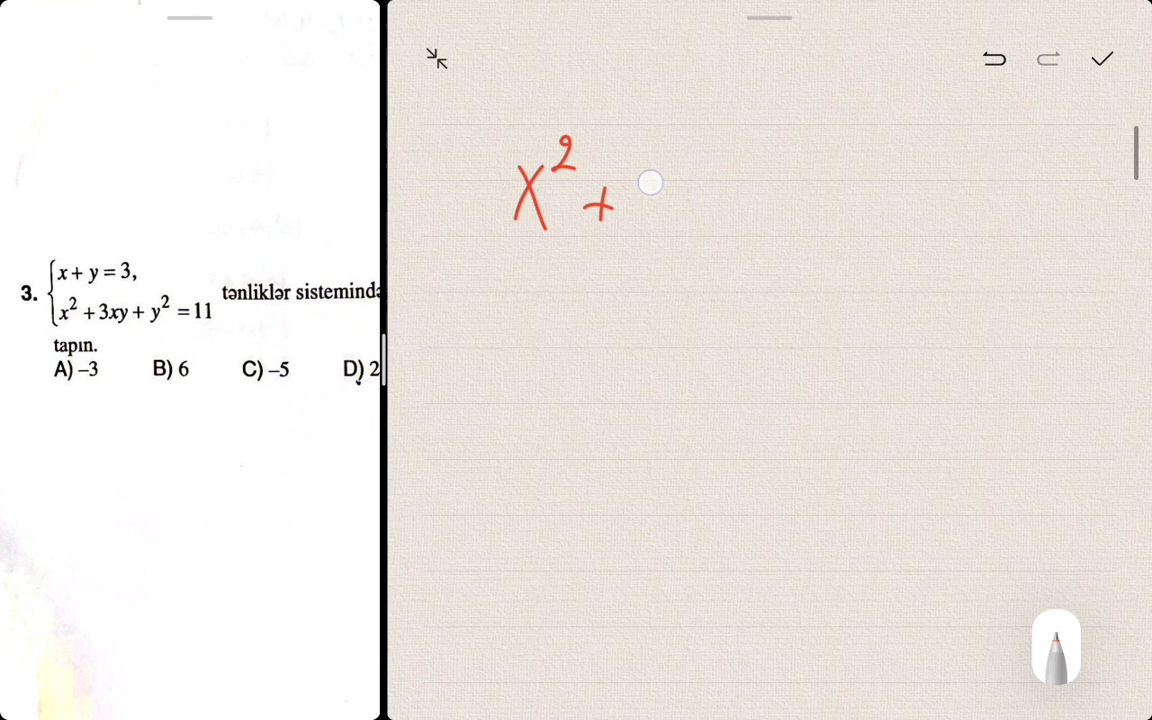 3. x + y = 3,
x² + 3xy + y² = 11 tənliklər sistemində
tapın.
A) –3 B) 6 C) –5 D) 2
x² +